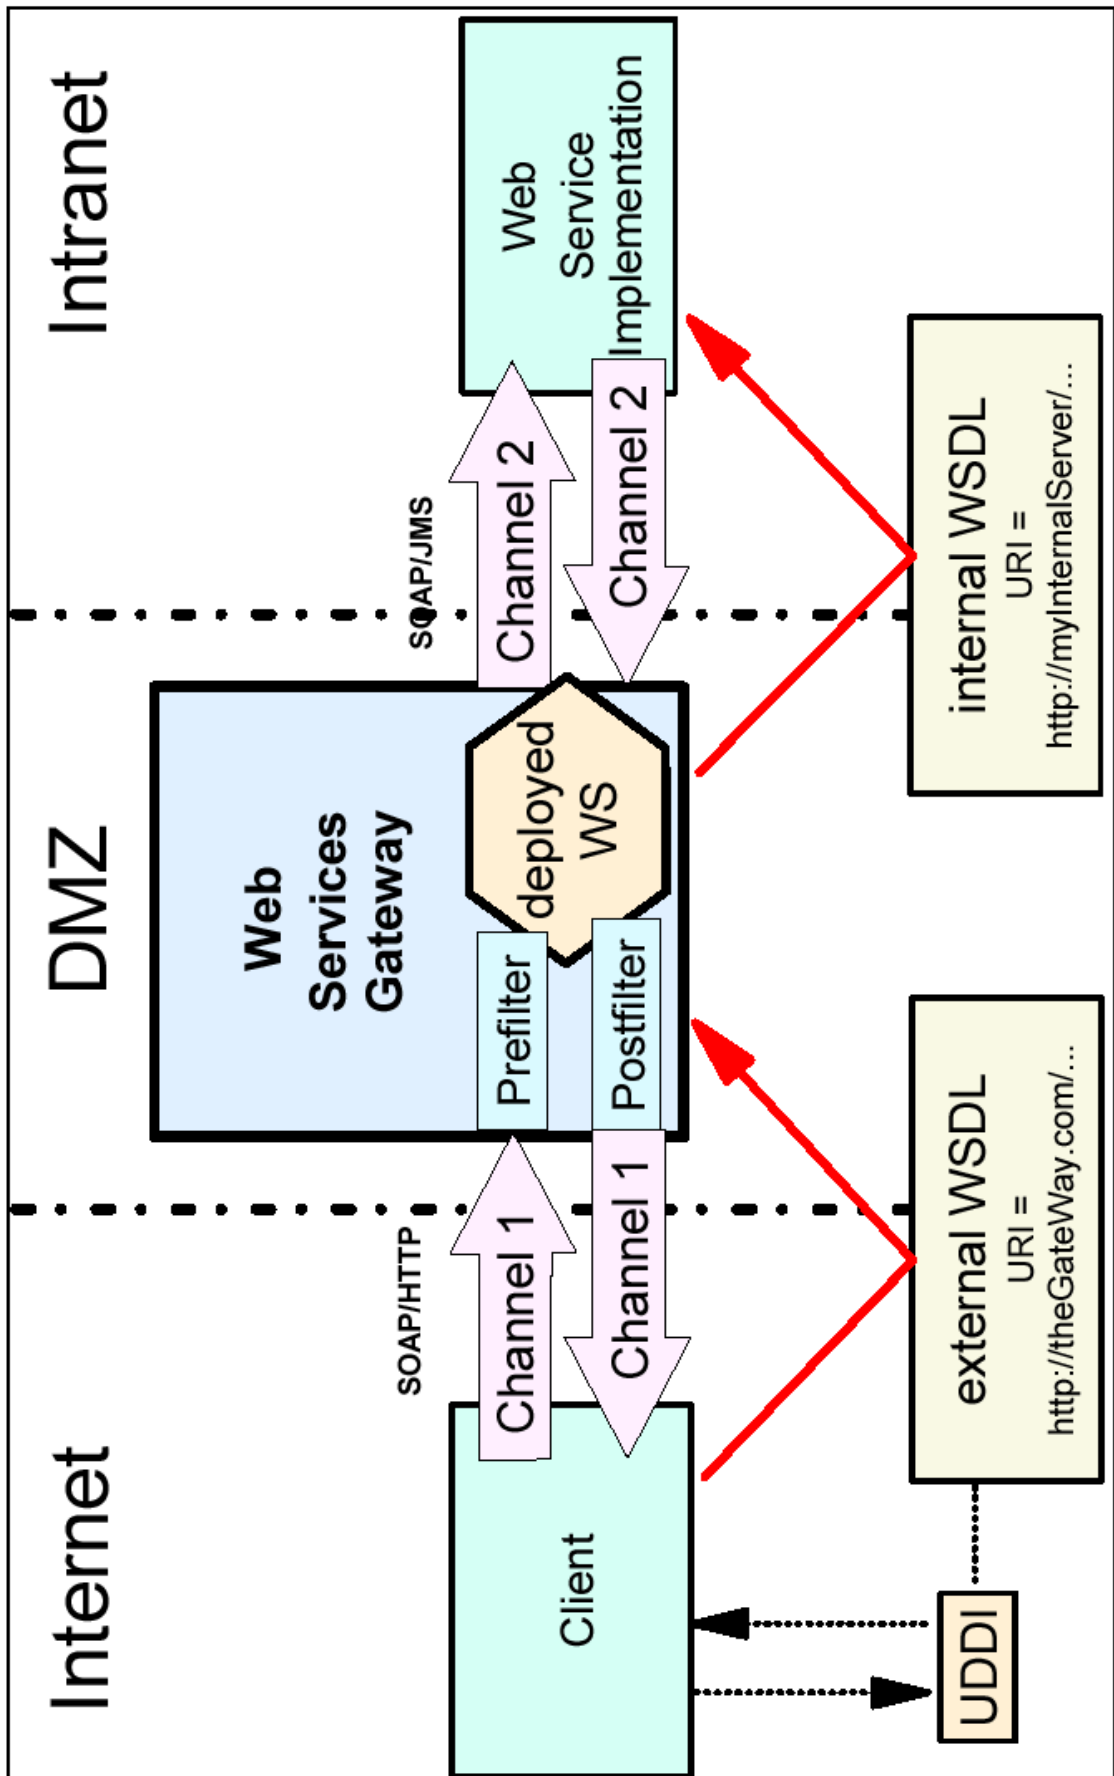 Internet
DMZ
Intranet
Web
Services
Gateway
SOAP/HTTP
SOAP/JMS
Client
Channel 1
Channel 1
Prefilter
Postfilter
deployed
WS
Channel 2
Channel 2
Web
Service
Implementation
UDDI
external WSDL
URI =
http://theGateWay.com/...
internal WSDL
URI =
http://myInternalServer/...